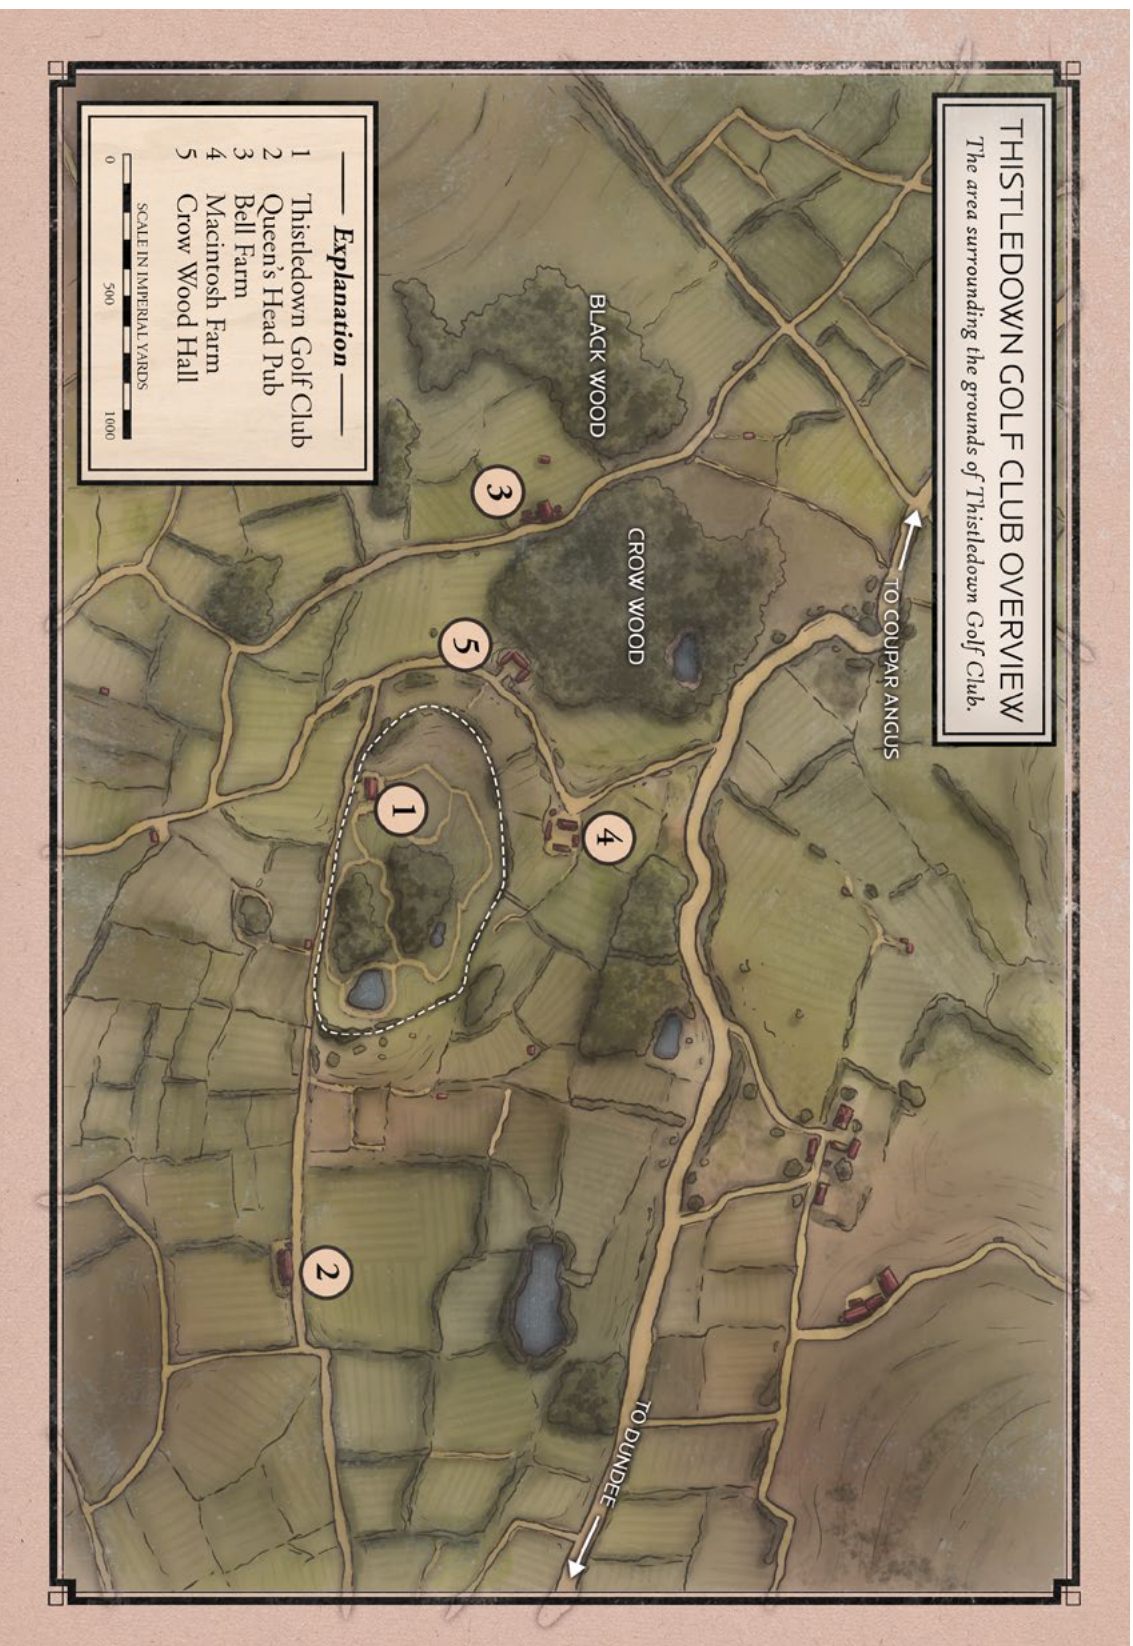 THISTLEDOWN GOLF CLUB OVERVIEW
The area surrounding the grounds of Thistledown Golf Club.
TO COUPAR ANGUS
BLACK WOOD
CROW WOOD
3
5
4
1
2
TO DUNDEE
Explanation
1 Thistledown Golf Club
2 Queen's Head Pub
3 Bell Farm
4 Macintosh Farm
5 Crow Wood Hall
SCALE IN IMPERIAL YARDS
0 500 1000